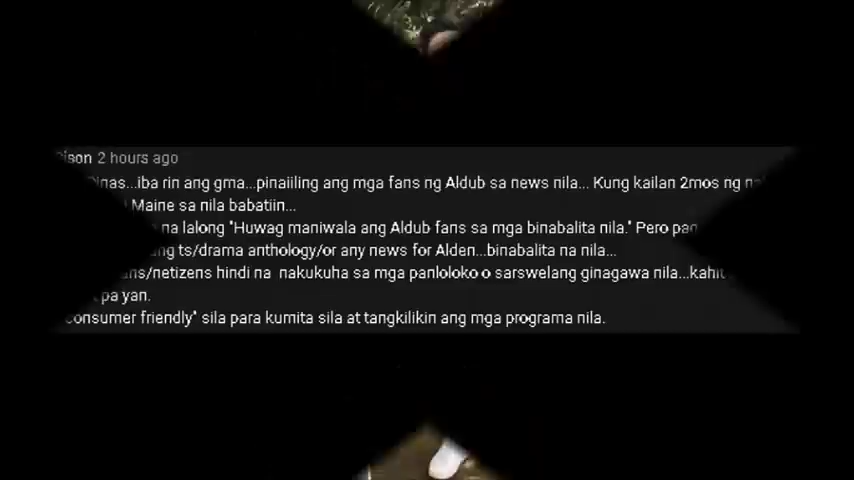 2 hours ago
iba rin ang gma...pinaiiling ang mga fans ng Aldub sa news nila... Kung kailan 2mos ng
Maine sa nila babatiin...
na lalong "Huwag maniwala ang Aldub fans sa mga binabalita nila." Pero
ts/drama anthology/or any news for Alden...binabalita na nila...
/netizens hindi na nakukuha sa mga panloloko o sarswelang ginagawa nila...kahit
pa yan.
consumer friendly" sila para kumita sila at tangkilikin ang mga programa nila.